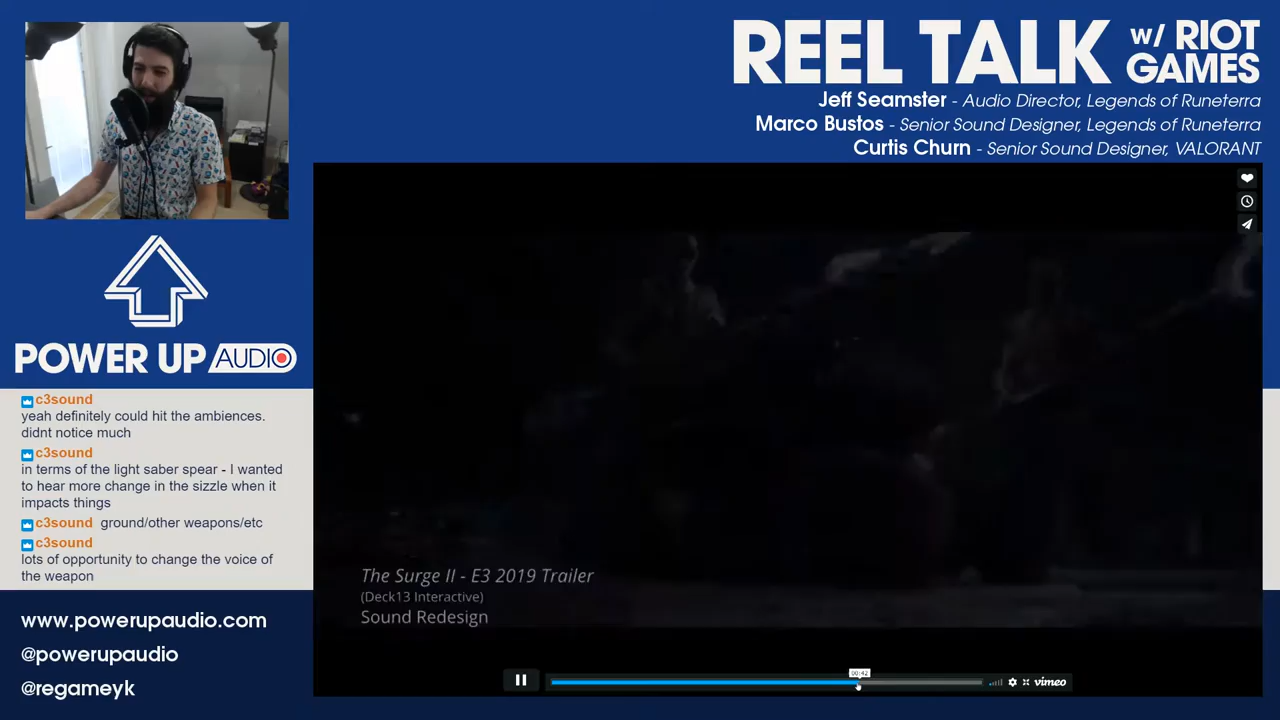 REEL TALK w/ RIOT GAMES
Jeff Seamster - Audio Director, Legends of Runeterra
Marco Bustos - Senior Sound Designer, Legends of Runeterra
Curtis Churn - Senior Sound Designer, VALORANT
POWER UP AUDIO
c3sound
yeah definitely could hit the ambiences.
didnt notice much
c3sound
in terms of the light saber spear - I wanted
to hear more change in the sizzle when it
impacts things
c3sound ground/other weapons/etc
c3sound
lots of opportunity to change the voice of
the weapon
www.powerupaudio.com
@powerupaudio
@regameyk
The Surge II - E3 2019 Trailer
(Deck13 Interactive)
Sound Redesign
00:42
vimeo